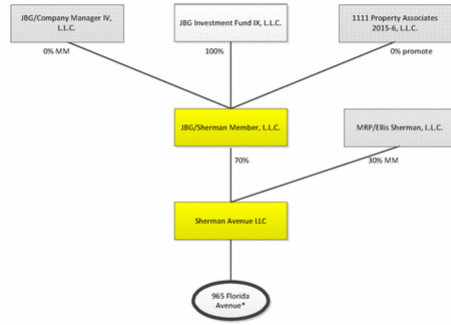 JBG/Company Manager IV,
L.L.C.
JBG Investment Fund IX, L.L.C.
1111 Property Associates
2015-6, L.L.C.
0% MM
100%
0% promote
JBG/Sherman Member, L.L.C.
MRP/Ellis Sherman, L.L.C.
70%
30% MM
Sherman Avenue LLC
965 Florida
Avenue*